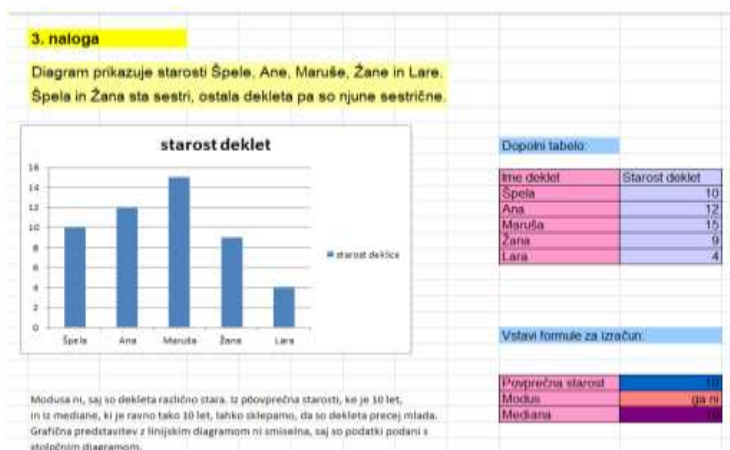 3. naloga
Diagram prikazuje starosti Špele, Ane, Maruše, Žane in Lare.
Špela in Žana sta sestri, ostala dekleta pa so njune sestrične.
starost deklet
16
14
12
10
8
6
4
2
0
Špela Ana Maruša Žana Lara
starost deklice
Dopolni tabelo:
Ime deklet Starost deklet
Špela 10
Ana 12
Maruša 15
Žana 9
Lara 4
Vstavi formule za izračun:
Povprečna starost 10
Modus ga ni
Mediana 10
Modusa ni, saj so dekleta različno stara. Iz povprečna starosti, ke je 10 let,
in iz mediane, ki je ravno tako 10 let, lahko sklepamo, da so dekleta precej mlada.
Grafična predstavitev z linijskim diagramom ni smiselna, saj so podatki podani s
stolpčnim diagramom.